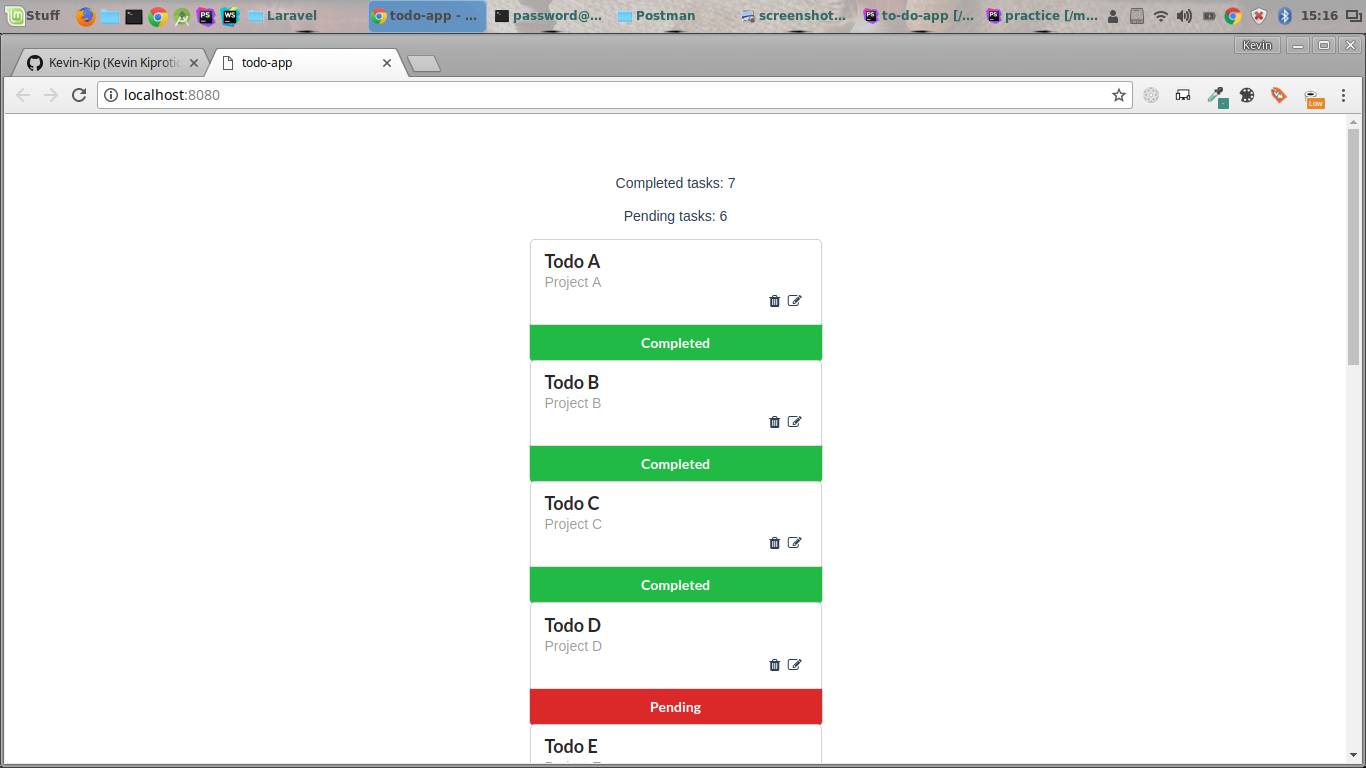 Stuff
Laravel
todo-app - ...
password@...
Postman
screenshot...
to-do-app [/...
practice [/m...
15:16
Kevin
Kevin-Kip (Kevin Kiprotic
todo-app
localhost:8080
Low
Completed tasks: 7
Pending tasks: 6
Todo A
Project A
Completed
Todo B
Project B
Completed
Todo C
Project C
Completed
Todo D
Project D
Pending
Todo E